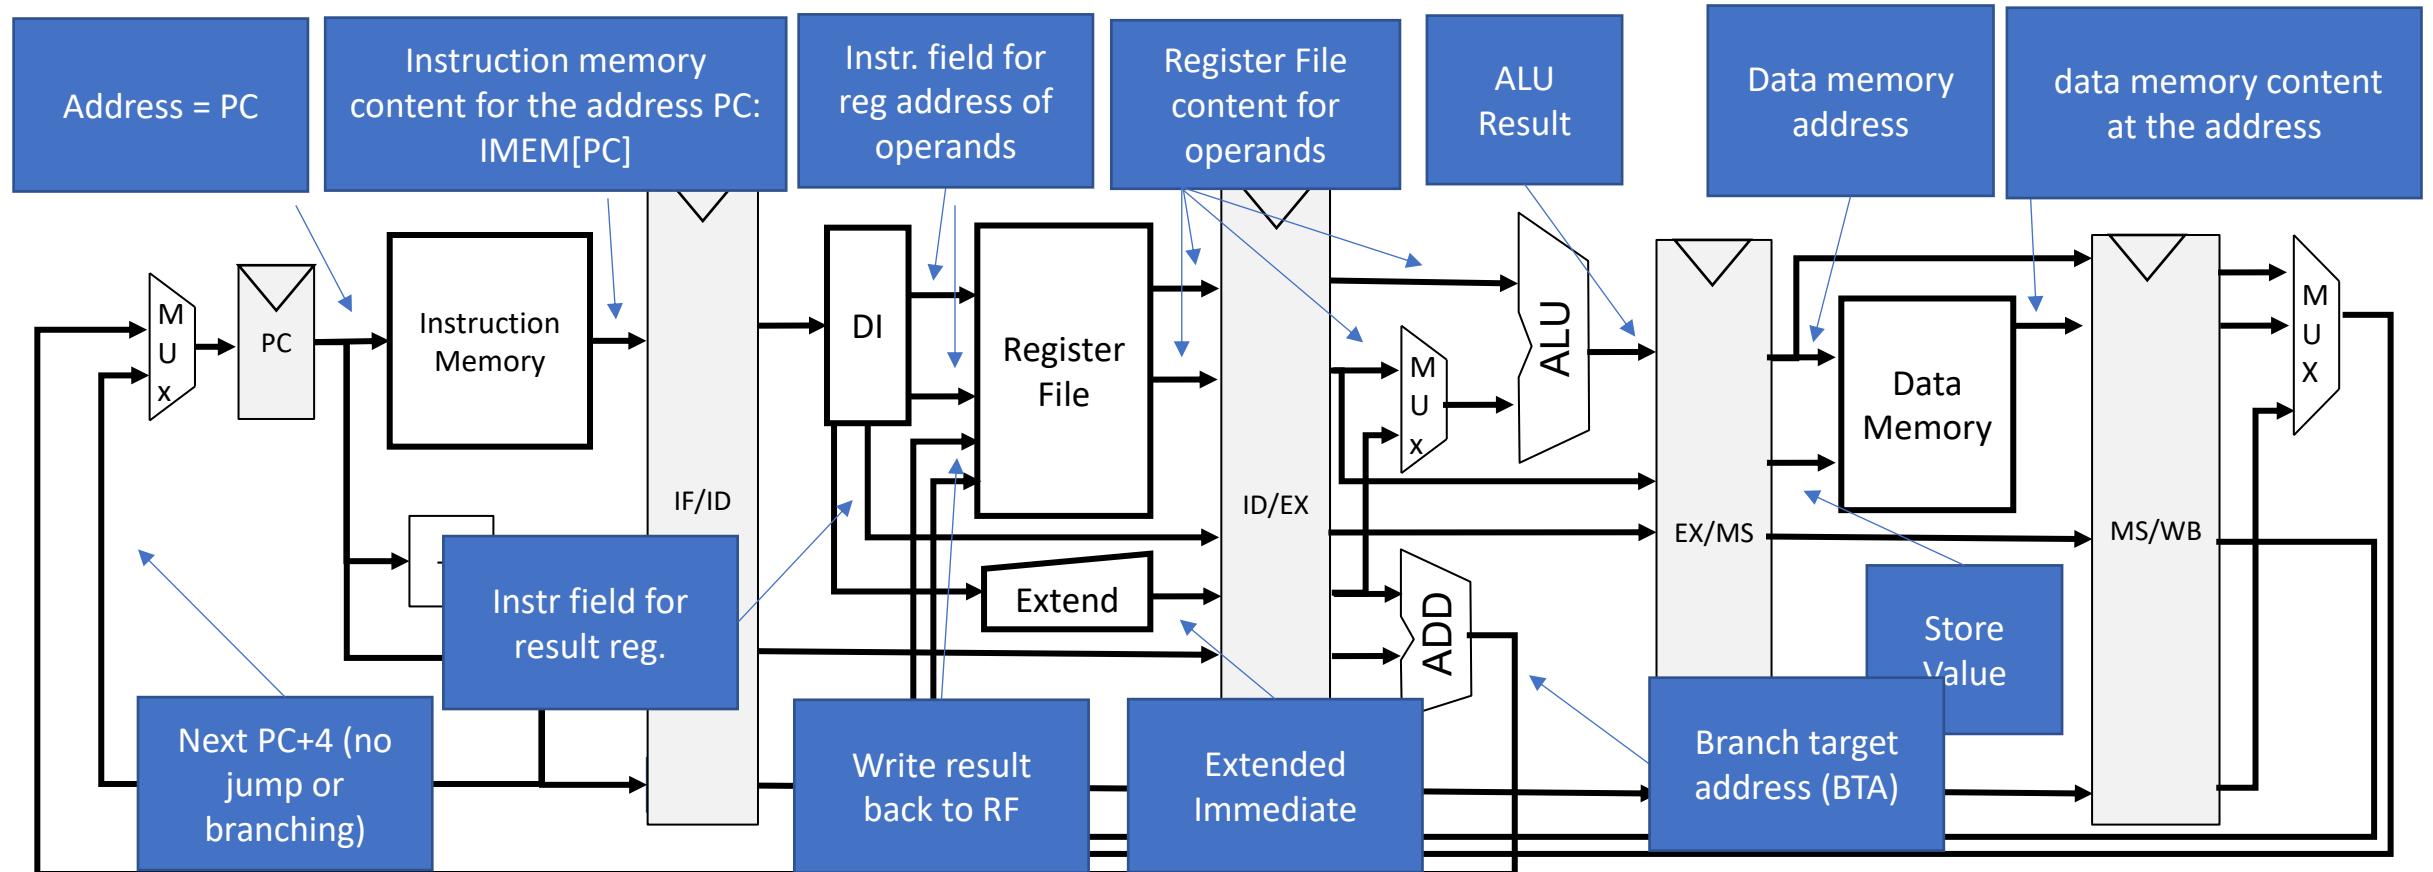 Address = PC
Instruction memory
content for the address PC:
IMEM[PC]
Instr. field for
reg address of
operands
Register File
content for
operands
ALU
Result
Data memory
address
data memory content
at the address
M
U
x
PC
Instruction
Memory
IF/ID
DI
Register
File
Extend
ID/EX
M
U
x
ALU
ADD
EX/MS
Data
Memory
MS/WB
M
U
X
Instr field for
result reg.
Next PC+4 (no
jump or
branching)
Write result
back to RF
Extended
Immediate
Store
Value
Branch target
address (BTA)